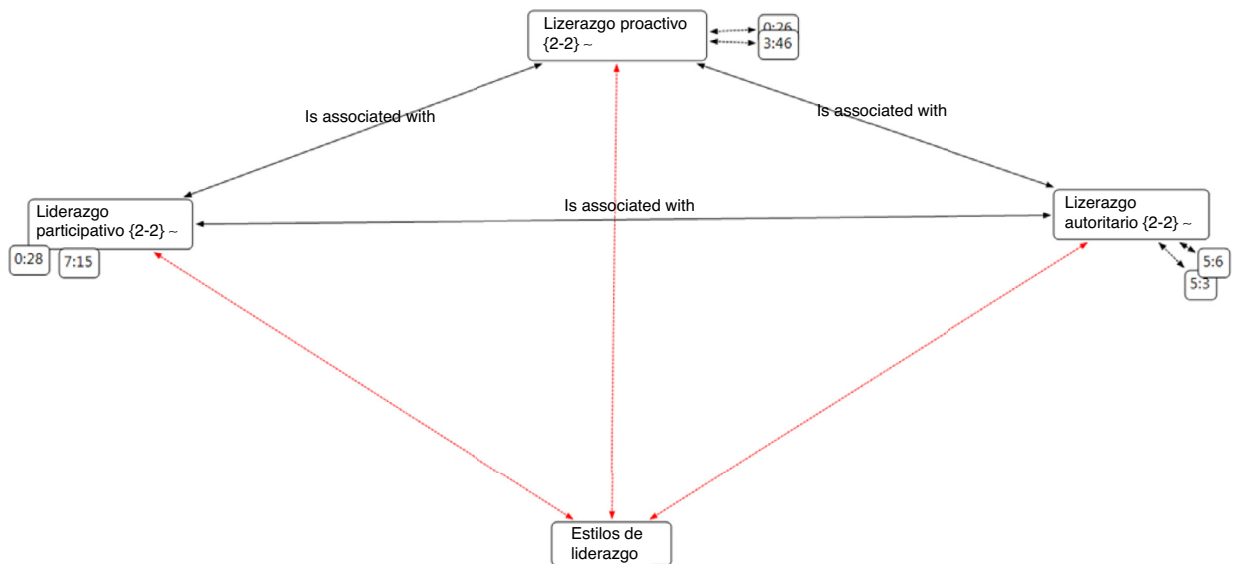 Lizerazgo proactivo
{2-2} ~
0:26
3:46
Is associated with
Is associated with
Liderazgo
participativo {2-2} ~
0:28
7:15
Is associated with
Lizerazgo
autoritario {2-2} ~
5:6
5:3
Estilos de
liderazgo